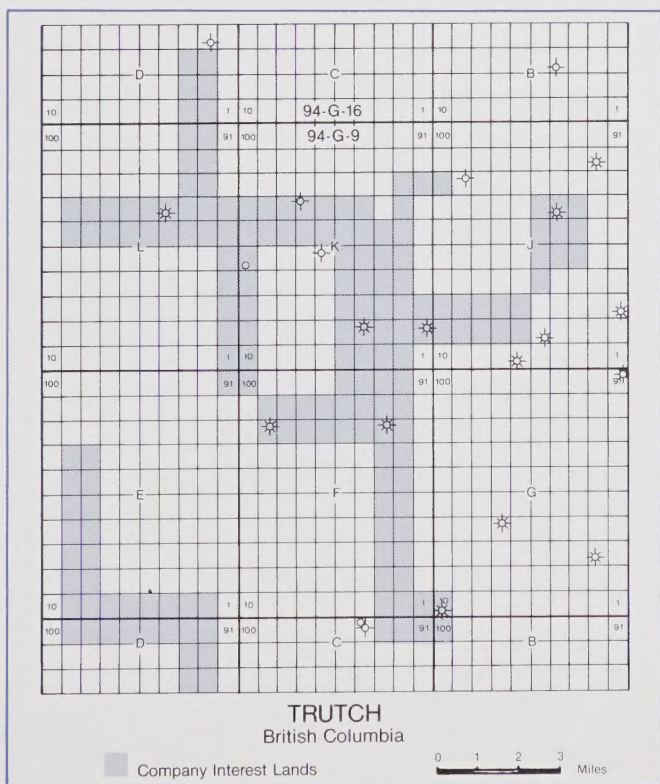 D C B
10 1 10 94-G-16 1 10 1
100 91 100 94-G-9 91 100 91
L K J
10 1 10 1 10 1
100 91 100 91 100 91
E F G
10 1 10 1 10 1
100 91 100 91 100 91
D C B
TRUTCH
British Columbia
0 1 2 3
Company Interest Lands Miles